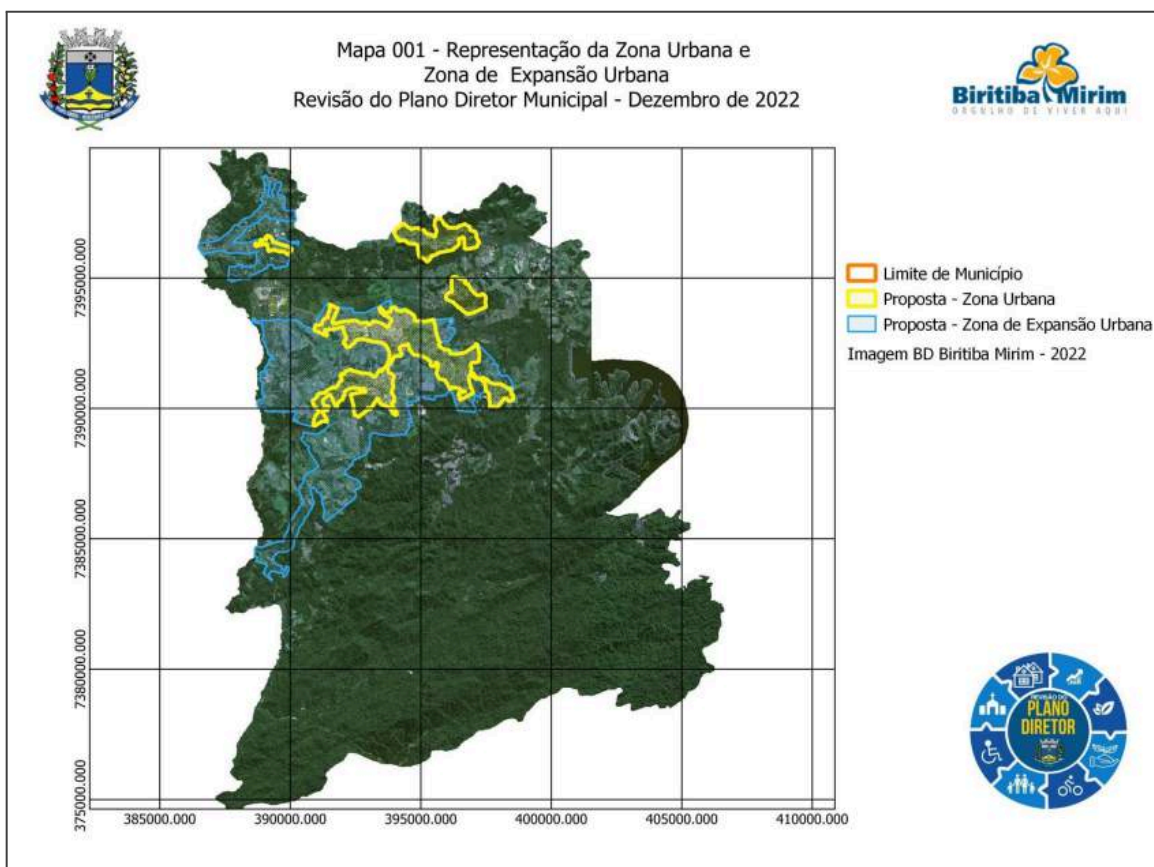 Mapa 001 - Representação da Zona Urbana e
Zona de Expansão Urbana
Revisão do Plano Diretor Municipal - Dezembro de 2022
Biritiba Mirim
ORGULHO DE VIVER AQUI
7395000.000
7390000.000
7385000.000
7380000.000
375000.000
385000.000
390000.000
395000.000
400000.000
405000.000
410000.000
Limite de Município
Proposta - Zona Urbana
Proposta - Zona de Expansão Urbana
Imagem BD Biritiba Mirim - 2022
REVISÃO DO
PLANO
DIRETOR